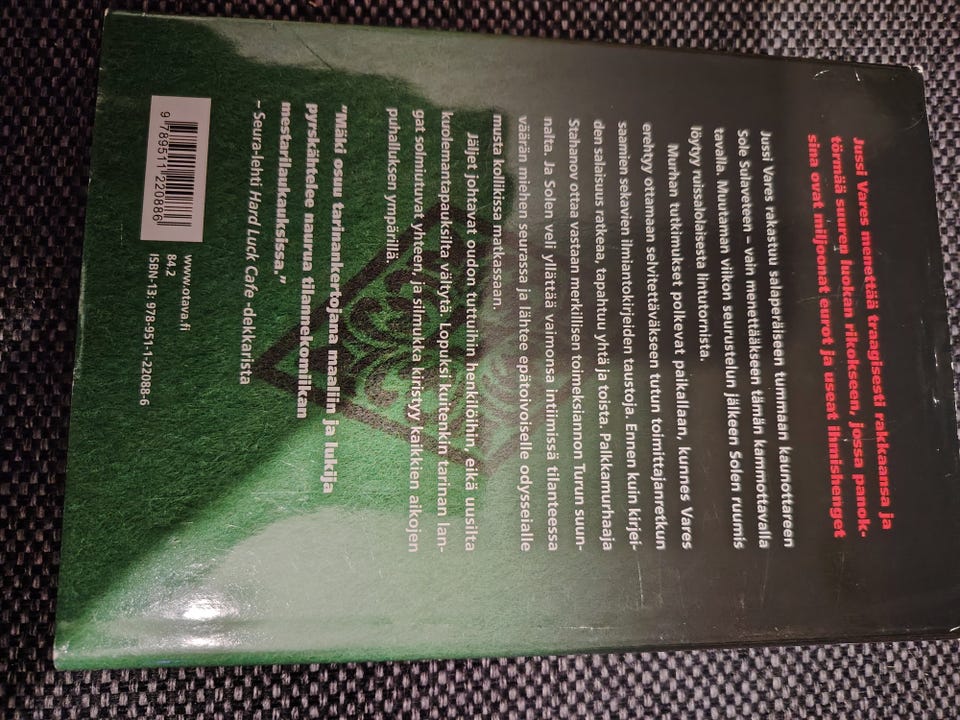 Jussi Vares menettää traagisesti rakkaansa ja
törmää suuren luokan rikokseen, jossa panok-
sina ovat miljoonat eurot ja useat ihmishenget
Jussi Vares rakastuu salaperäiseen tummaan kaunottareen
Sole Sulaveteen – vain menettääkseen tämän kammottavalla
tavalla. Muutaman viikon seurustelun jälkeen Solen ruumis
löytyy ruisalolaisesta lintutornista.
Murhan tutkimukset polkevat paikallaan, kunnes Vares
erehtyy ottamaan selvitettäväkseen tutun toimittajanretkun
saamien sekavien ilmiantokirjeiden taustoja. Ennen kuin kirjei-
den salaisuus ratkeaa, tapahtuu yhtä ja toista. Palkkamurhaaja
Stahanov ottaa vastaan merkillisen toimeksiannon Turun suun-
nalta. Ja Solen veli yllättää vaimonsa intiimissä tilanteessa
väärän miehen seurassa ja lähtee epätoivoiselle odysseialle
musta kollikissa matkassaan.
Jäljet johtavat oudon tuttuihin henkilöihin eikä uusilta
kuolemantapauksilta vältytä. Lopuksi kuitenkin tarinan lan-
gat solmiutuvat yhteen, ja silmukka kiristyy kaikkien aikojen
puhalluksen ympärillä.
"Mäki osuu tarinankertojana maaliin ja lukija
pyrskähtelee naurua tilannekomiikan
mestarilaukauksissa."
– Seura-lehti Hard Luck Cafe -dekkarista
9 789511 220886
www.otava.fi
84.2
ISBN-13: 978-951-1-22088-6